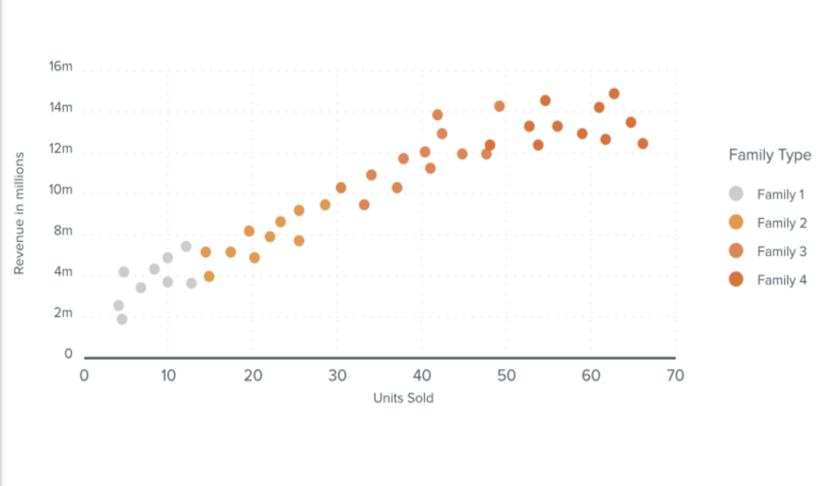 16m
14m
12m
10m
8m
4m
2m
0
0 10 20 30 40 50 60 70
Units Sold
Revenue in millions
Family Type
Family 1
Family 2
Family 3
Family 4